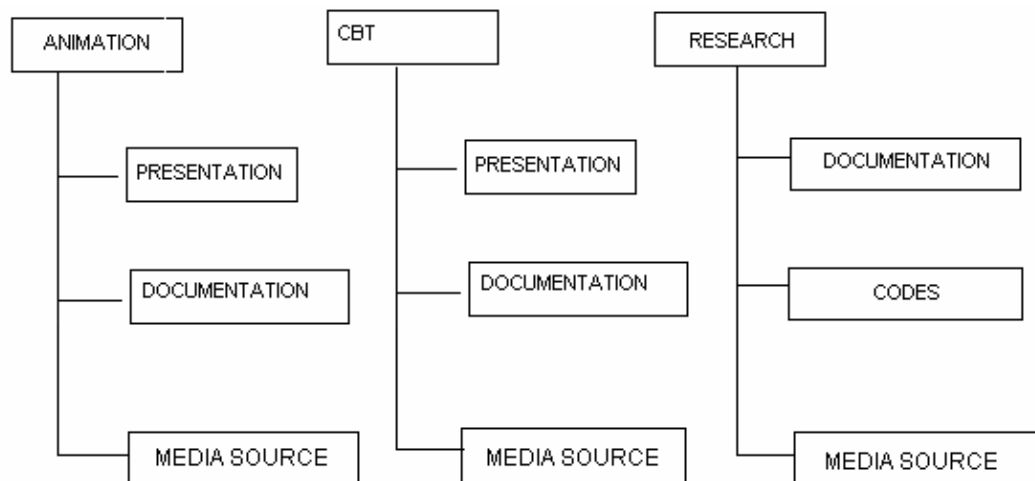 ANIMATION
PRESENTATION
DOCUMENTATION
MEDIA SOURCE
CBT
PRESENTATION
DOCUMENTATION
MEDIA SOURCE
RESEARCH
DOCUMENTATION
CODES
MEDIA SOURCE